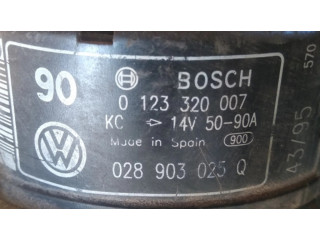 90
BOSCH
0 123 320 007
KC 14V 50-90A
Made in Spain 900
028 903 025 Q
43/95
570